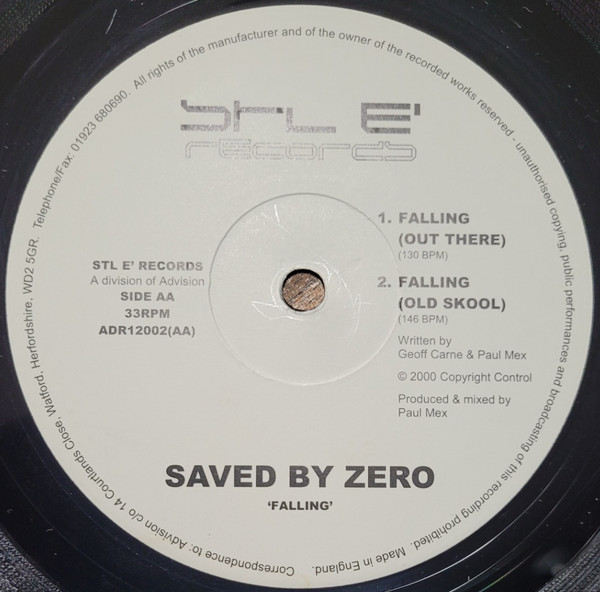 STL E'
records
1. FALLING
(OUT THERE)
(130 BPM)
2. FALLING
(OLD SKOOL)
(146 BPM)
Written by
Geoff Carne & Paul Mex
© 2000 Copyright Control
Produced & mixed by
Paul Mex
STL E' RECORDS
A division of Advision
SIDE AA
33RPM
ADR12002(AA)
SAVED BY ZERO
'FALLING'
Correspondence to: Advision c/o 14 Courtlands Close, Watford, Herfordshire, WD2 5GR. Telephone/Fax: 01923 680690. All rights of the manufacturer and of the owner of the recorded works reserved - unauthorised copying, public performances and broadcasting of this recording prohibited. Made in England.